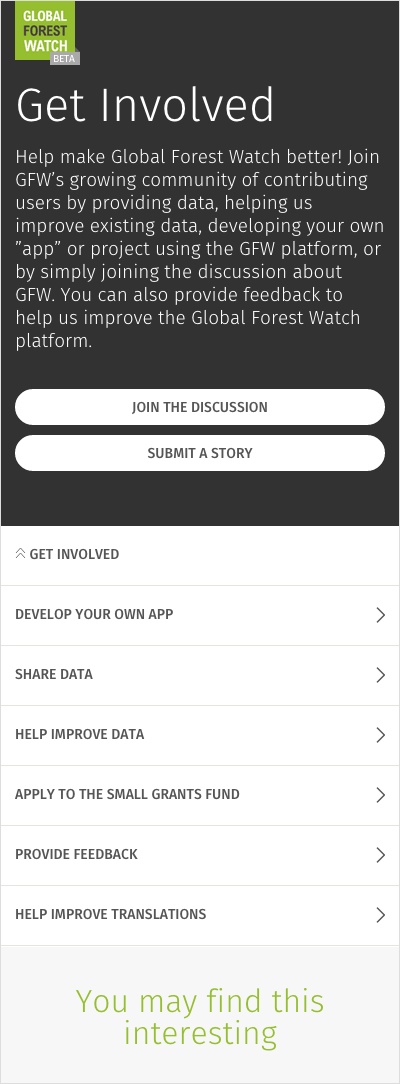 GLOBAL
FOREST
WATCH
BETA
Get Involved
Help make Global Forest Watch better! Join
GFW's growing community of contributing
users by providing data, helping us
improve existing data, developing your own
”app” or project using the GFW platform, or
by simply joining the discussion about
GFW. You can also provide feedback to
help us improve the Global Forest Watch
platform.
JOIN THE DISCUSSION
SUBMIT A STORY
GET INVOLVED
DEVELOP YOUR OWN APP
SHARE DATA
HELP IMPROVE DATA
APPLY TO THE SMALL GRANTS FUND
PROVIDE FEEDBACK
HELP IMPROVE TRANSLATIONS
You may find this
interesting